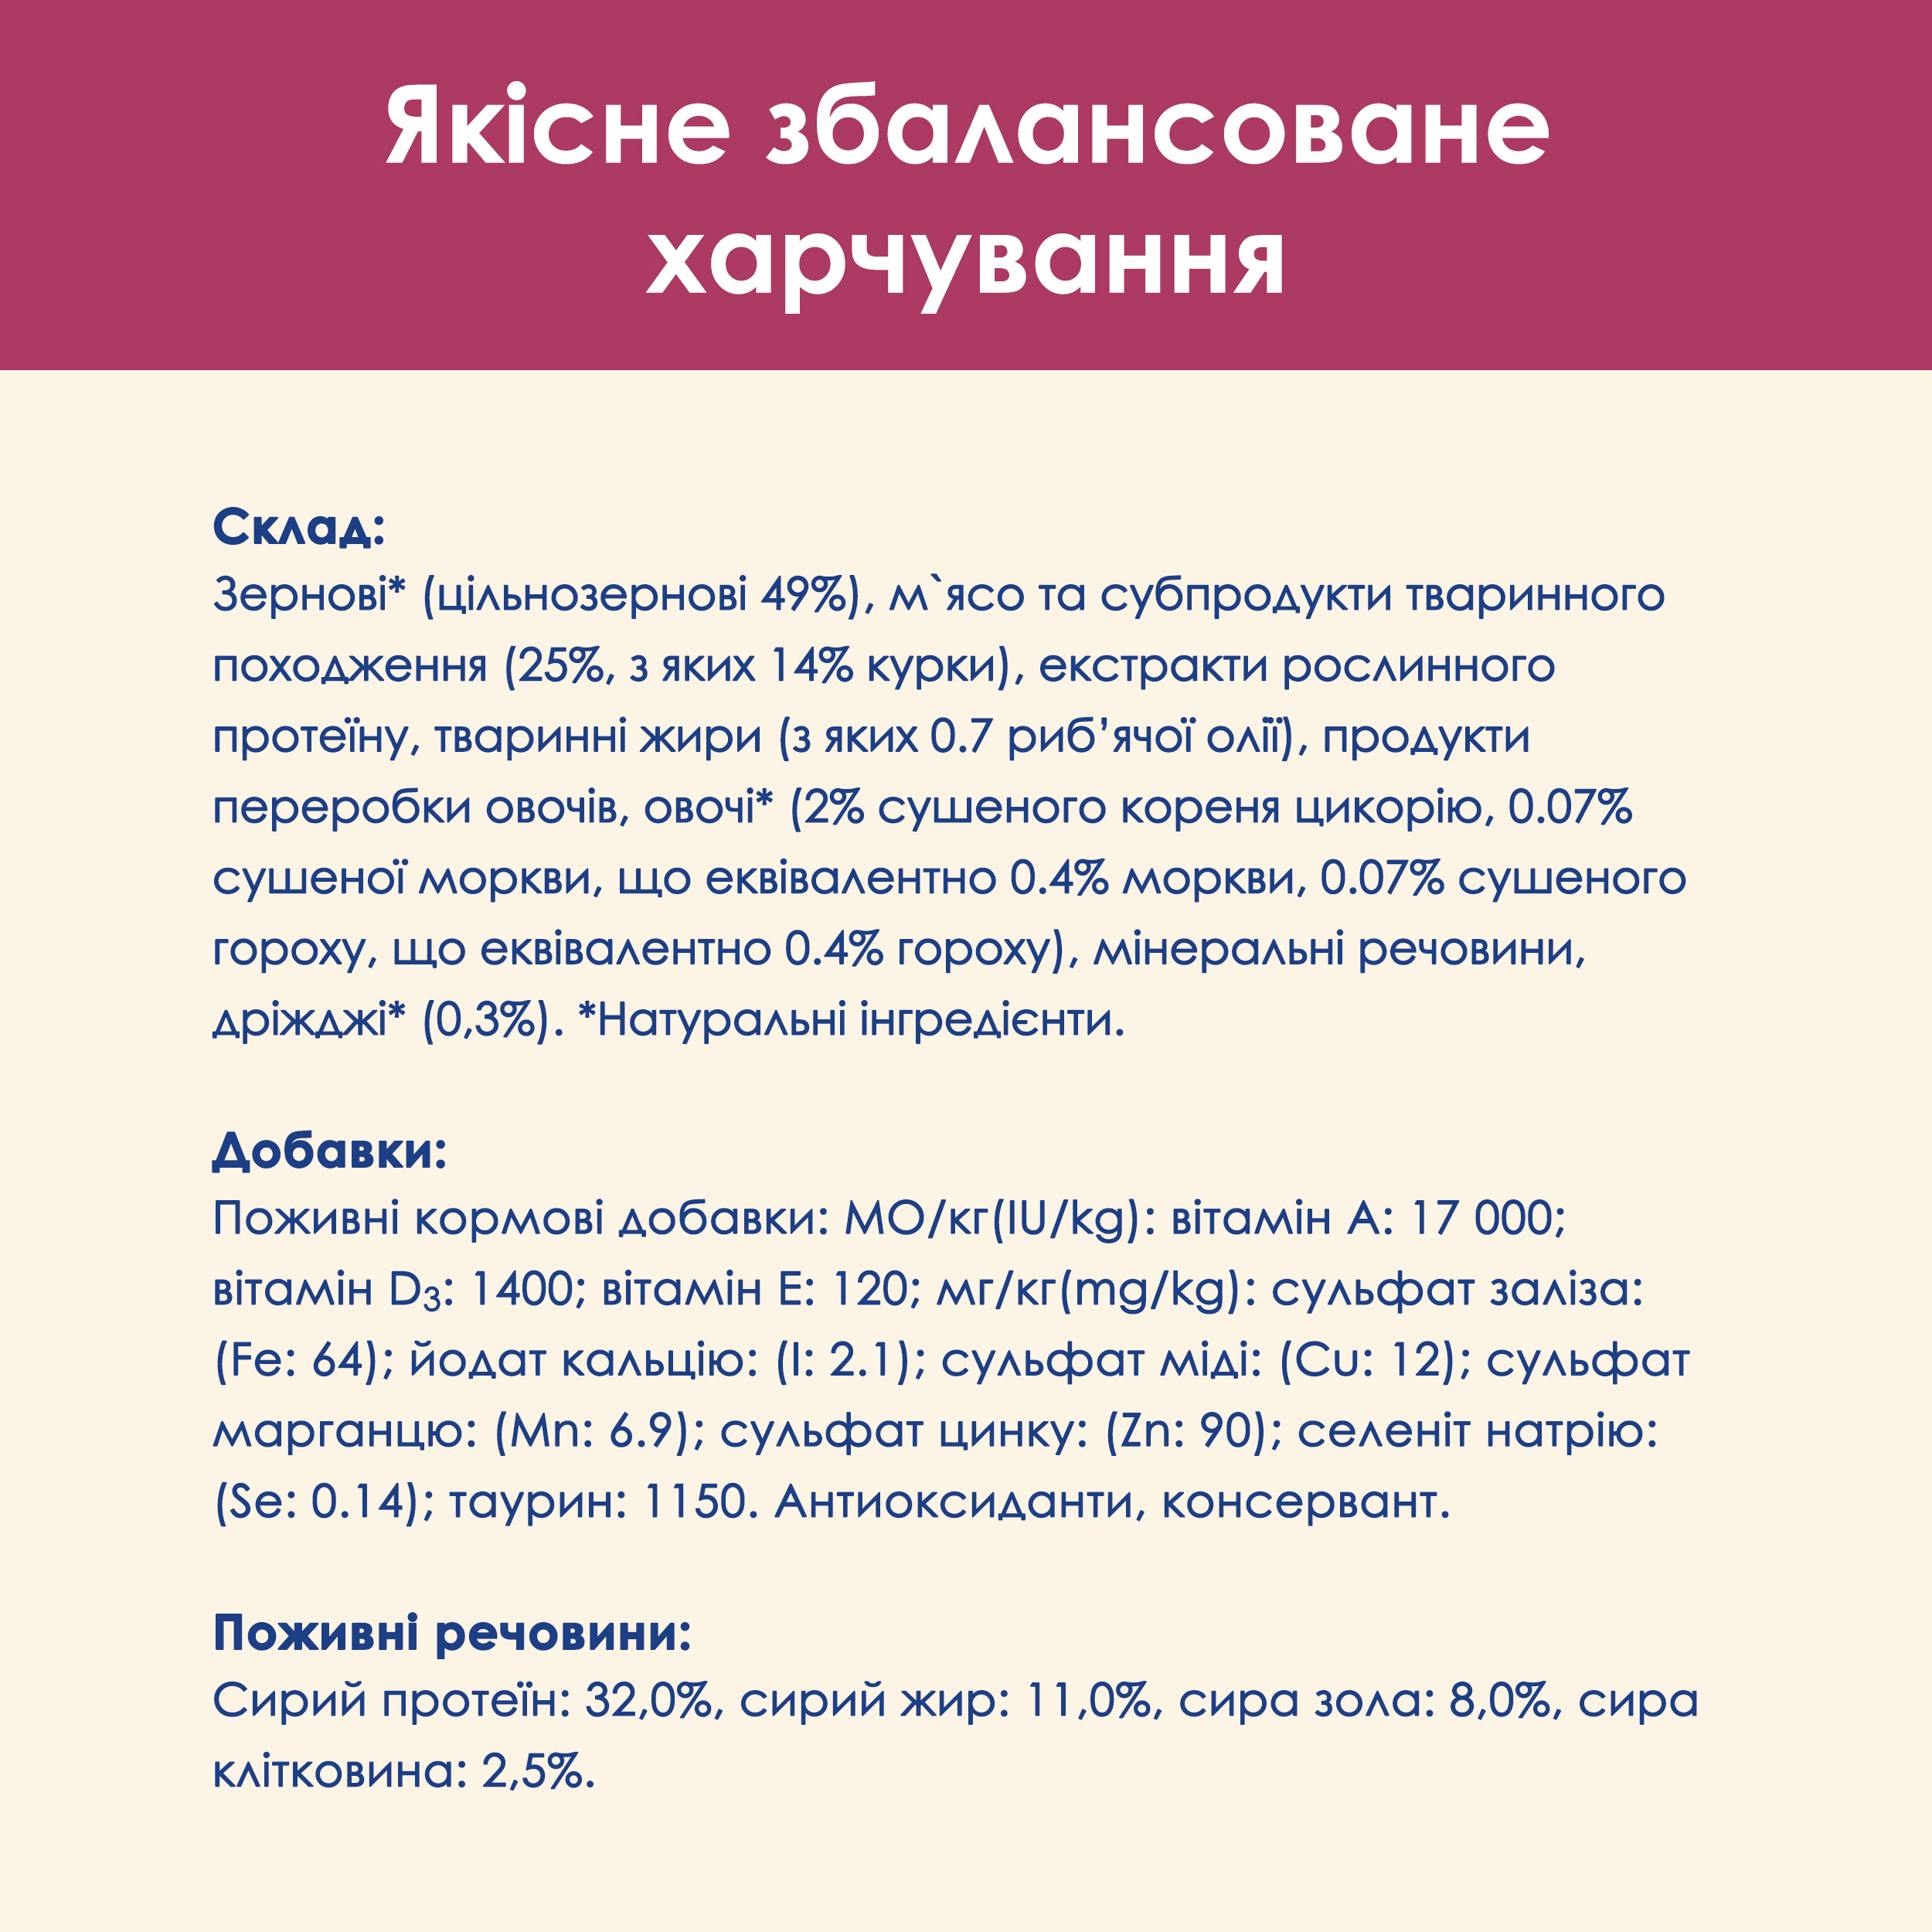 Якісне збалансоване
харчування
Склад:
Зернові* (цільнозернові 49%), м`ясо та субпродукти тваринного
походження (25%, з яких 14% курки), екстракти рослинного
протеїну, тваринні жири (з яких 0.7 риб’ячої олії), продукти
переробки овочів, овочі* (2% сушеного кореня цикорію, 0.07%
сушеної моркви, що еквівалентно 0.4% моркви, 0.07% сушеного
гороху, що еквівалентно 0.4% гороху), мінеральні речовини,
дріжджі* (0,3%). *Натуральні інгредієнти.
Добавки:
Поживні кормові добавки: МО/кг(IU/kg): вітамін А: 17 000;
вітамін D₃: 1400; вітамін Е: 120; мг/кг(mg/kg): сульфат заліза:
(Fe: 64); йодат кальцію: (I: 2.1); сульфат міді: (Cu: 12); сульфат
марганцю: (Mn: 6.9); сульфат цинку: (Zn: 90); селеніт натрію:
(Se: 0.14); таурин: 1150. Антиоксиданти, консервант.
Поживні речовини:
Сирий протеїн: 32,0%, сирий жир: 11,0%, сира зола: 8,0%, сира
клітковина: 2,5%.